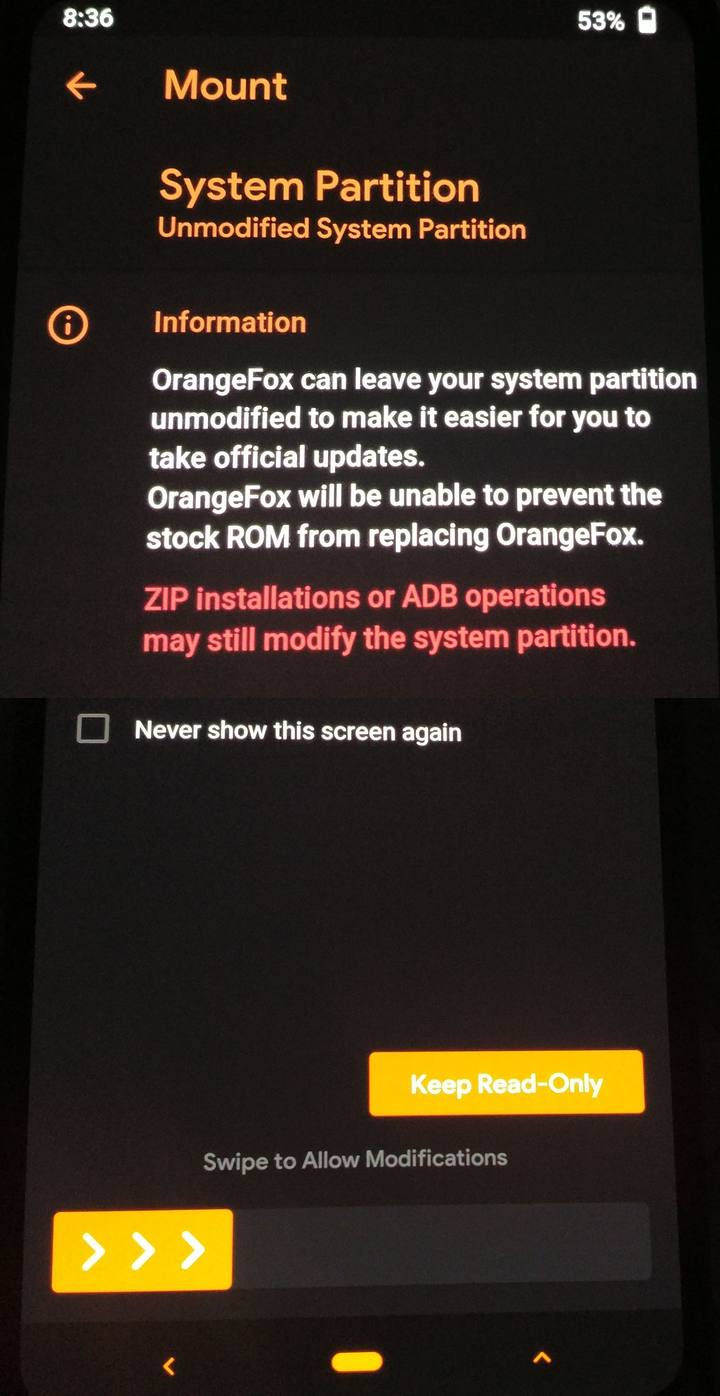 8:36
53%
Mount
System Partition
Unmodified System Partition
Information
OrangeFox can leave your system partition
unmodified to make it easier for you to
take official updates.
OrangeFox will be unable to prevent the
stock ROM from replacing OrangeFox.
ZIP installations or ADB operations
may still modify the system partition.
Never show this screen again
Keep Read-Only
Swipe to Allow Modifications